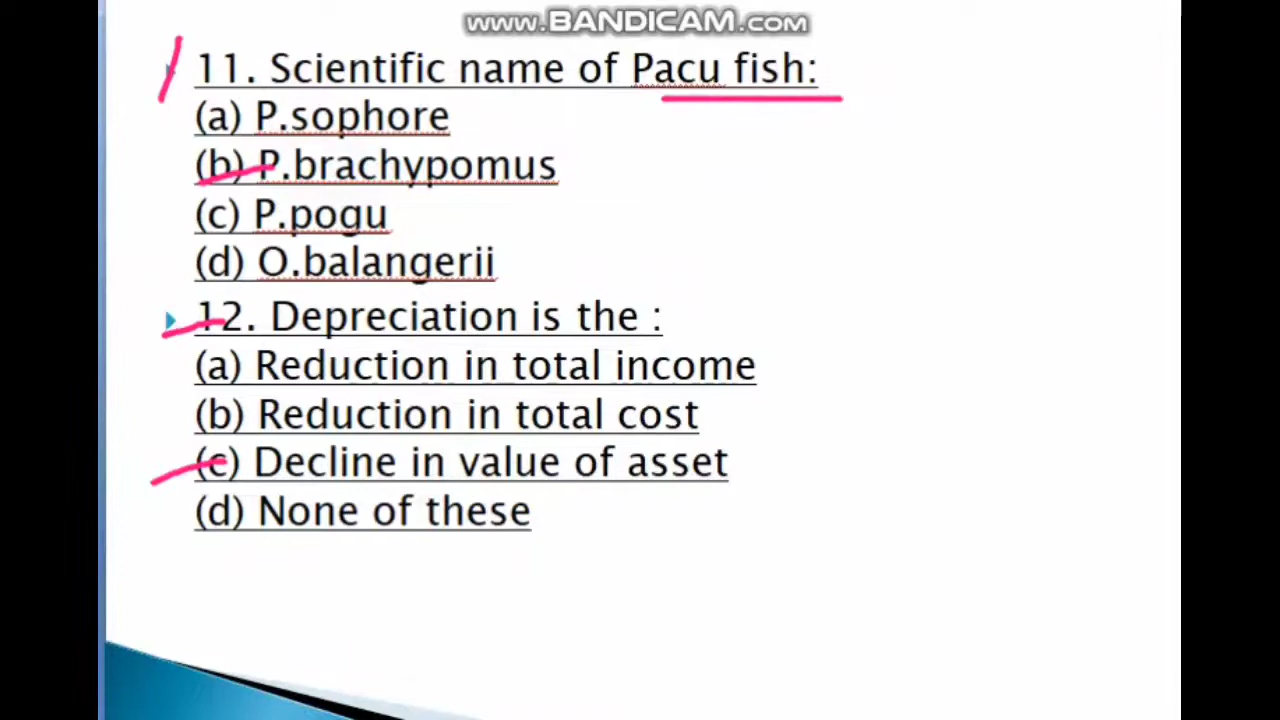 www.BANDICAM.com
11. Scientific name of Pacu fish:
(a) P.sophore
(b) P.brachypomus
(c) P.pogu
(d) O.balangerii
12. Depreciation is the :
(a) Reduction in total income
(b) Reduction in total cost
(c) Decline in value of asset
(d) None of these